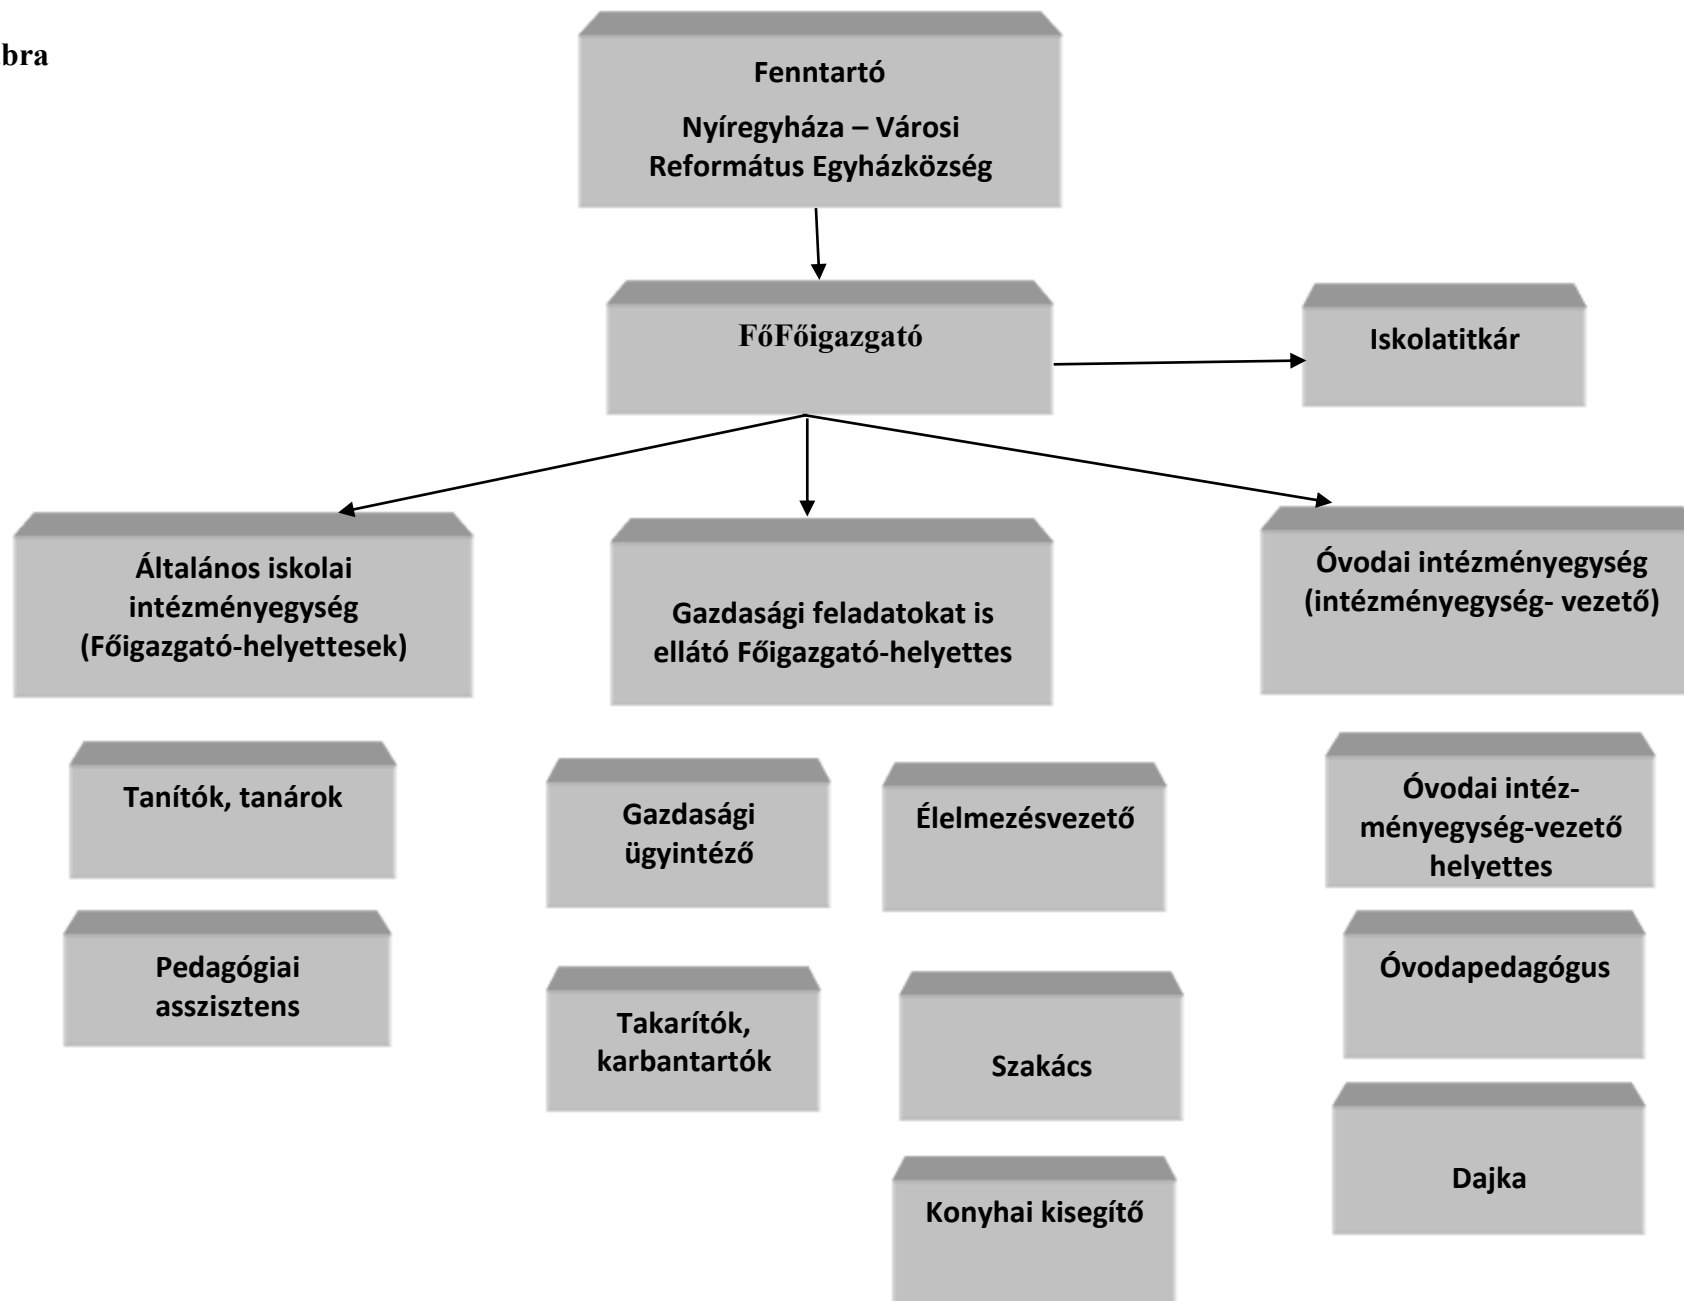 bra
Fenntartó
Nyíregyháza – Városi
Református Egyházközség
FőFőigazgató
Iskolatitkár
Általános iskolai
intézményegység
(Főigazgató-helyettesek)
Gazdasági feladatokat is
ellátó Főigazgató-helyettes
Óvodai intézményegység
(intézményegység- vezető)
Tanítók, tanárok
Pedagógiai
asszisztens
Gazdasági
ügyintéző
Takarítók,
karbantartók
Élelmezésvezető
Szakács
Konyhai kisegítő
Óvodai intéz-
ményegység-vezető
helyettes
Óvodapedagógus
Dajka